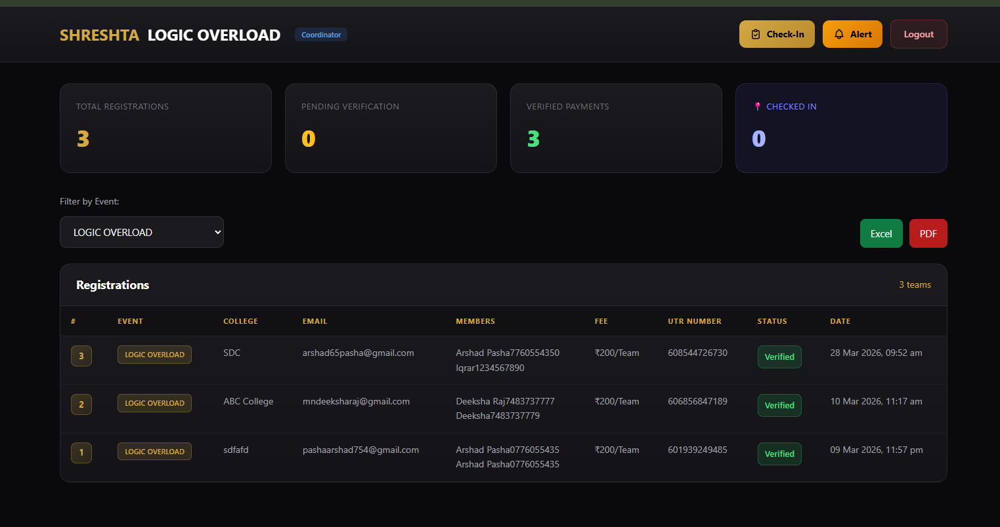 SHRESHTA LOGIC OVERLOAD Coordinator Check-In Alert Logout
TOTAL REGISTRATIONS PENDING VERIFICATION VERIFIED PAYMENTS CHECKED IN
3 0 3 0
Filter by Event:
LOGIC OVERLOAD Excel PDF
Registrations 3 teams
# EVENT COLLEGE EMAIL MEMBERS FEE UTR NUMBER STATUS DATE
3 LOGIC OVERLOAD SDC arshad65pasha@gmail.com Arshad Pasha7760554350 ₹200/Team 608544726730 Verified 28 Mar 2026, 09:52 am
Iqrar1234567890
2 LOGIC OVERLOAD ABC College mndeeksharaj@gmail.com Deeksha Raj7483737777 ₹200/Team 606856847189 Verified 10 Mar 2026, 11:17 am
Deeksha7483737779
1 LOGIC OVERLOAD sdfafd pashaarshad754@gmail.com Arshad Pasha0776055435 ₹200/Team 601939249485 Verified 09 Mar 2026, 11:57 pm
Arshad Pasha0776055435